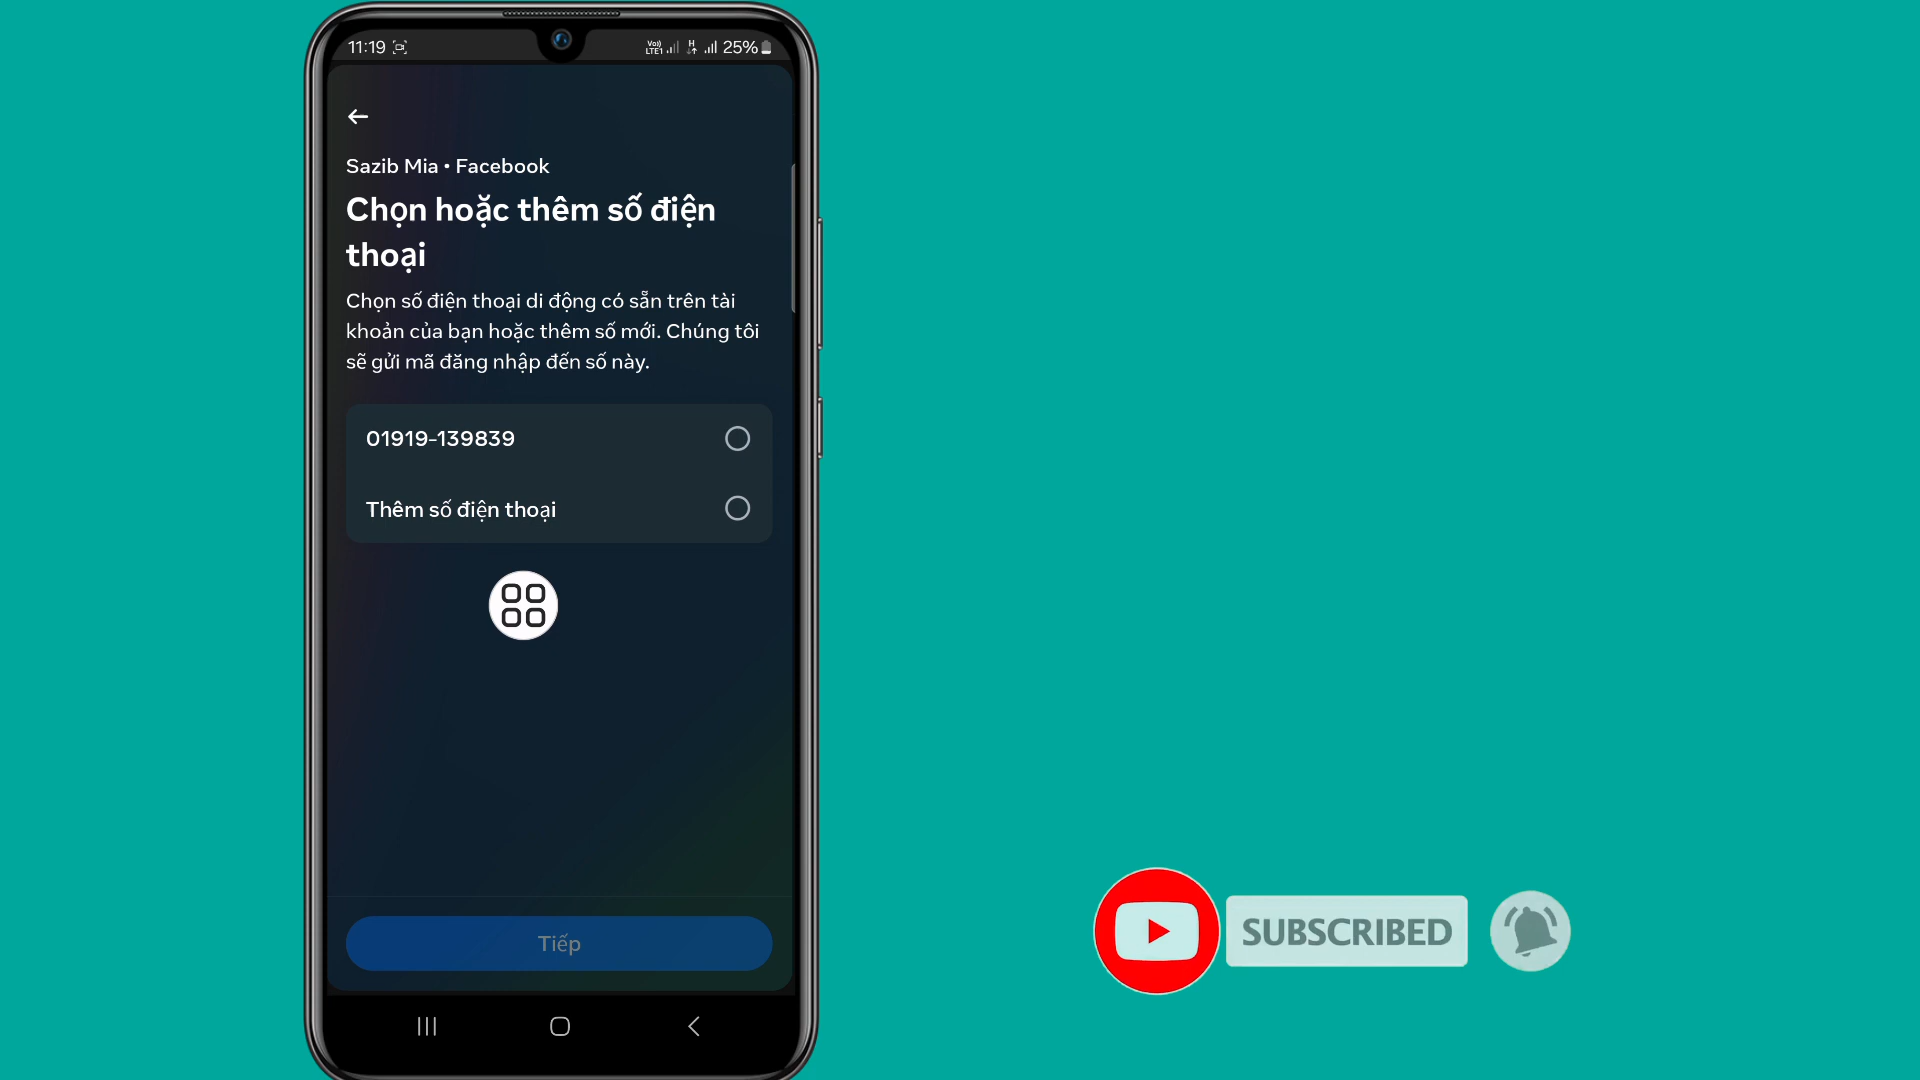 11:19
Vo)) LTE1 H 25%
Sazib Mia • Facebook
Chọn hoặc thêm số điện
thoại
Chọn số điện thoại di động có sẵn trên tài
khoản của bạn hoặc thêm số mới. Chúng tôi
sẽ gửi mã đăng nhập đến số này.
01919-139839
Thêm số điện thoại
Tiếp
SUBSCRIBED